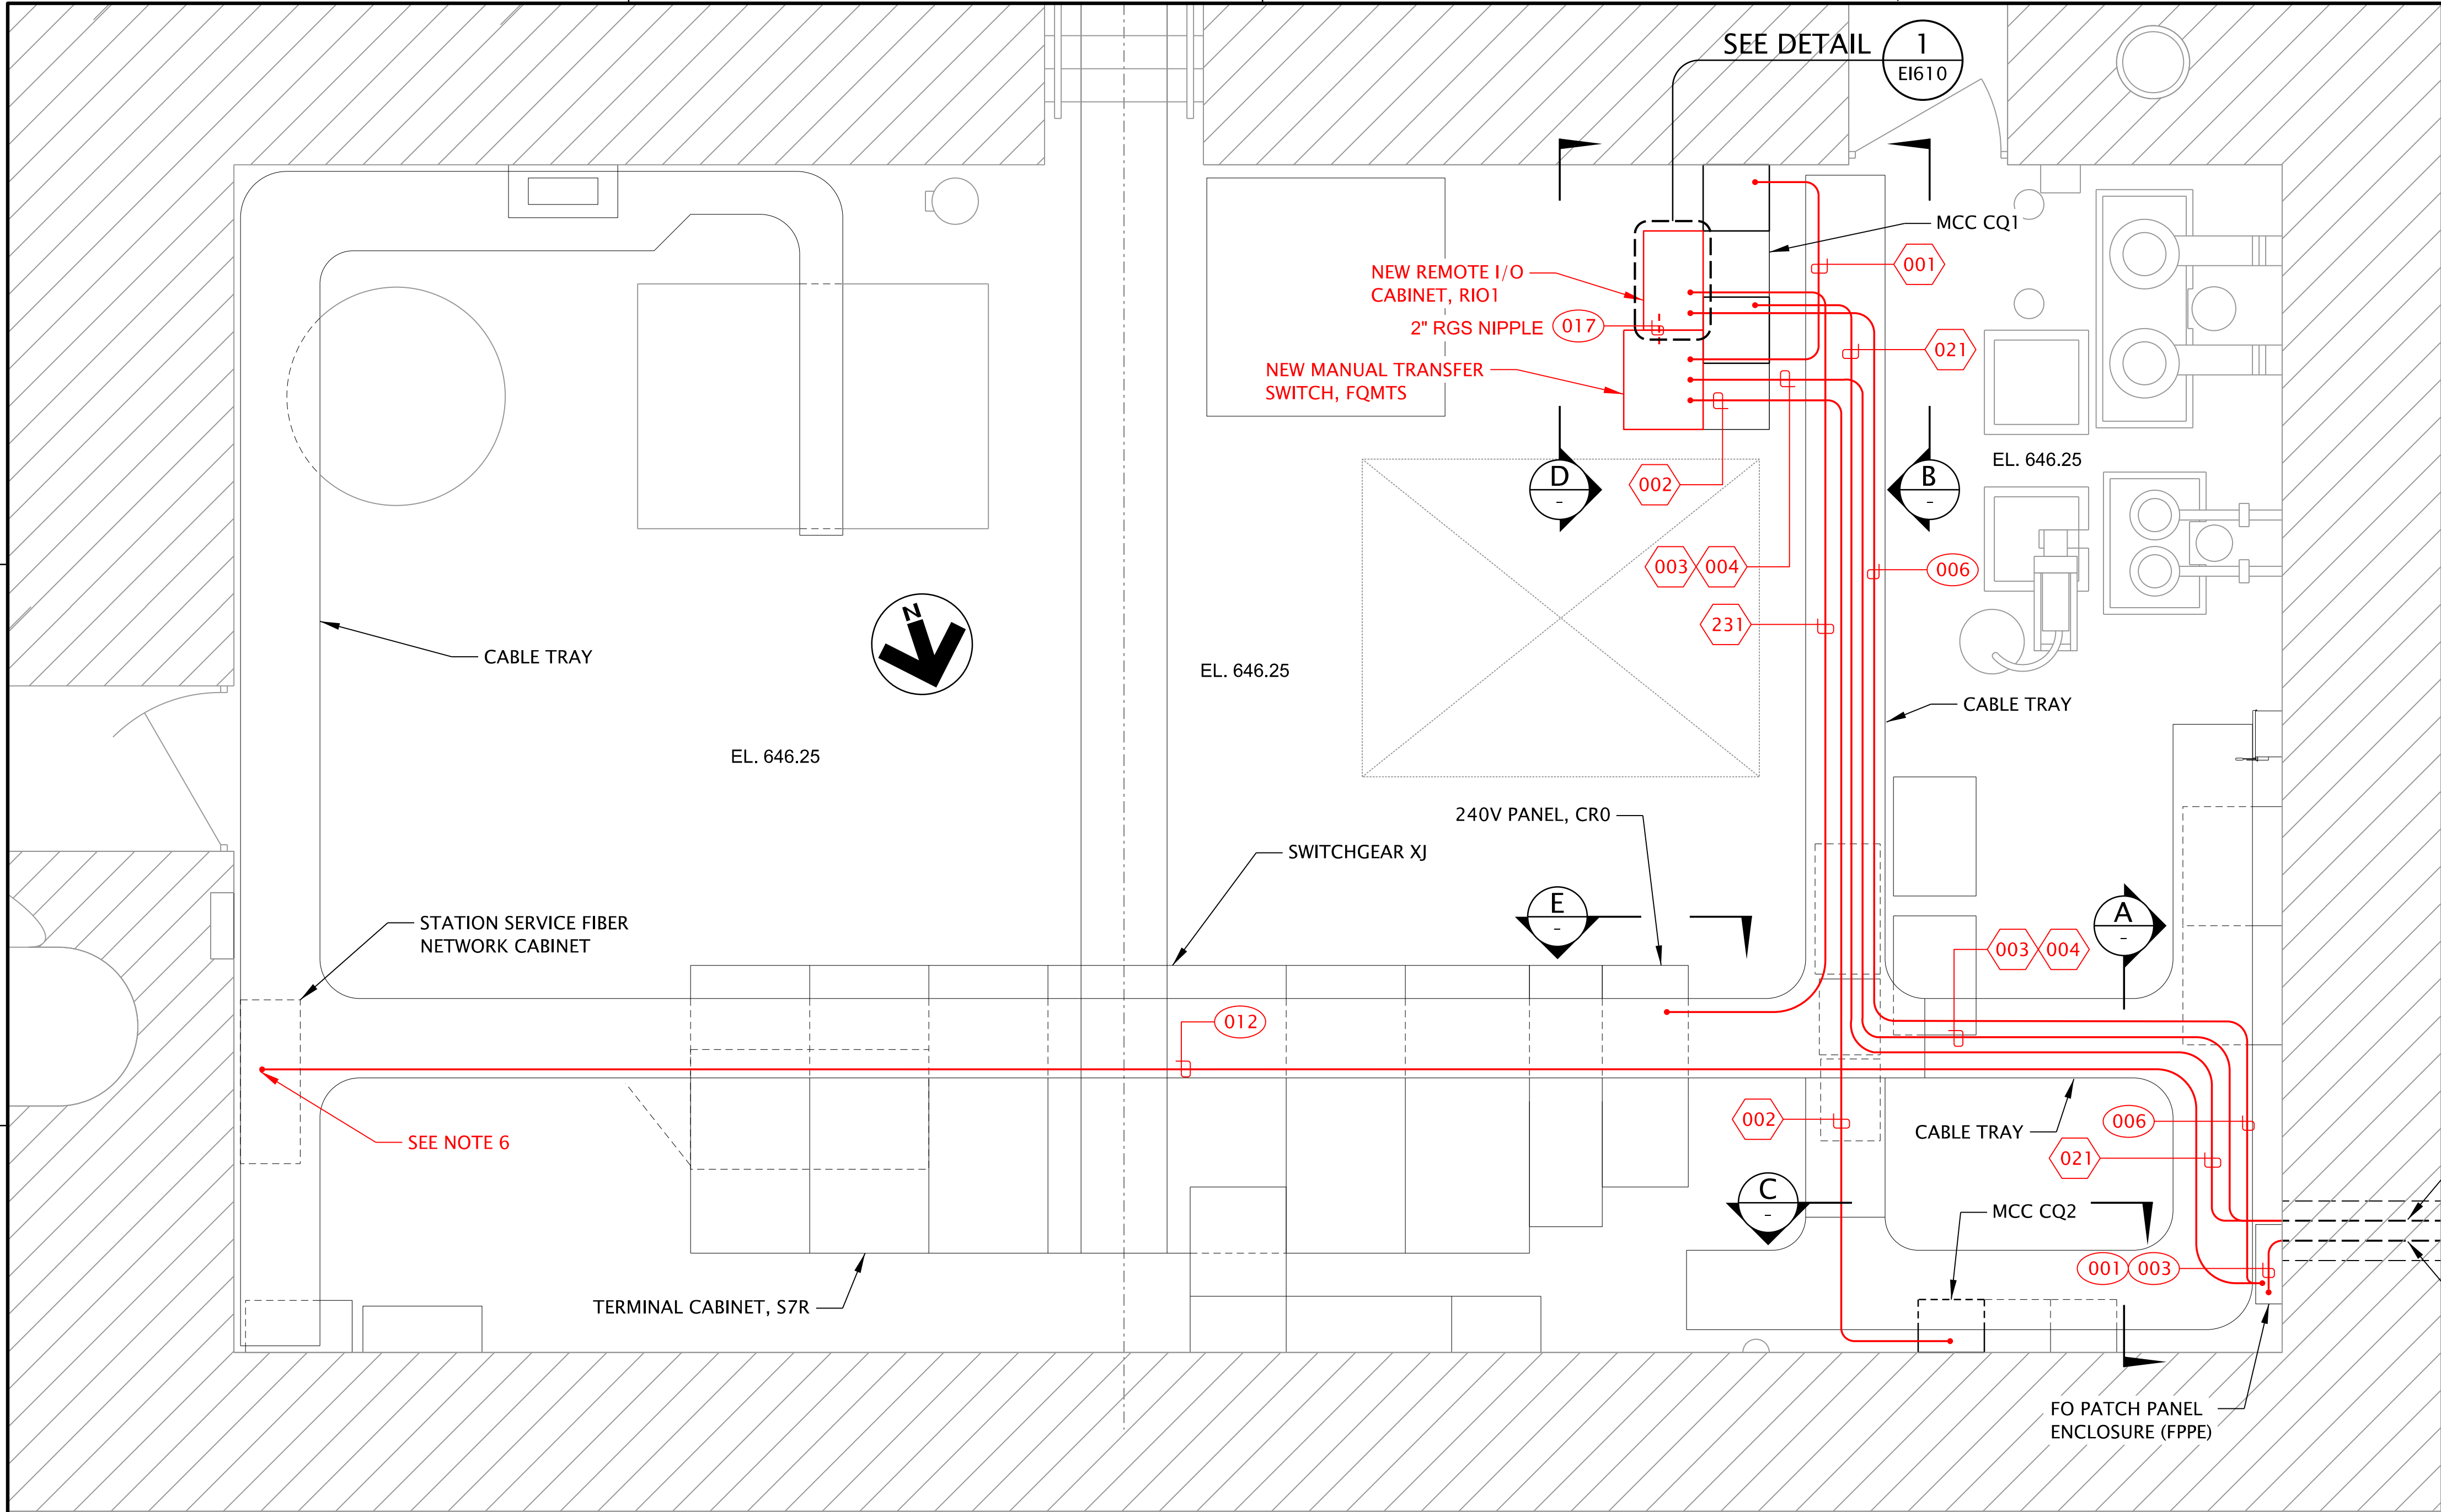 SEE DETAIL
1
EI610
MCC CQ1
001
NEW REMOTE I/O
CABINET, RIO1
2" RGS NIPPLE
017
021
NEW MANUAL TRANSFER
SWITCH, FQMTS
EL. 646.25
D
-
002
B
-
003
004
006
231
N
CABLE TRAY
EL. 646.25
CABLE TRAY
EL. 646.25
240V PANEL, CR0
SWITCHGEAR XJ
E
-
A
-
STATION SERVICE FIBER
NETWORK CABINET
003
004
012
002
CABLE TRAY
006
SEE NOTE 6
021
C
-
MCC CQ2
001
003
TERMINAL CABINET, S7R
FO PATCH PANEL
ENCLOSURE (FPPE)